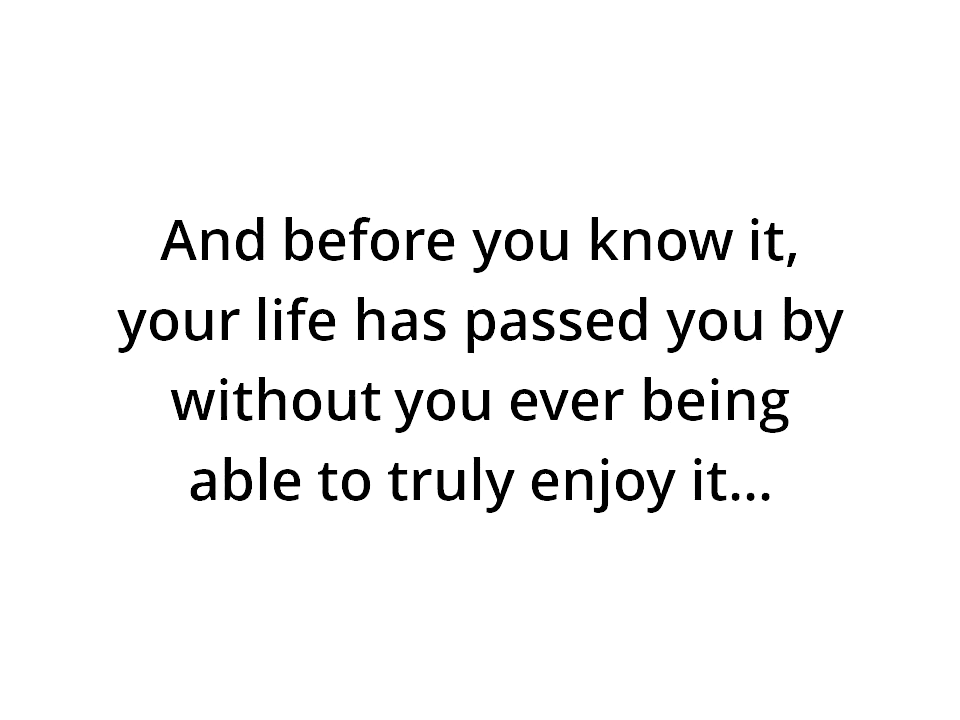 And before you know it,
your life has passed you by
without you ever being
able to truly enjoy it...